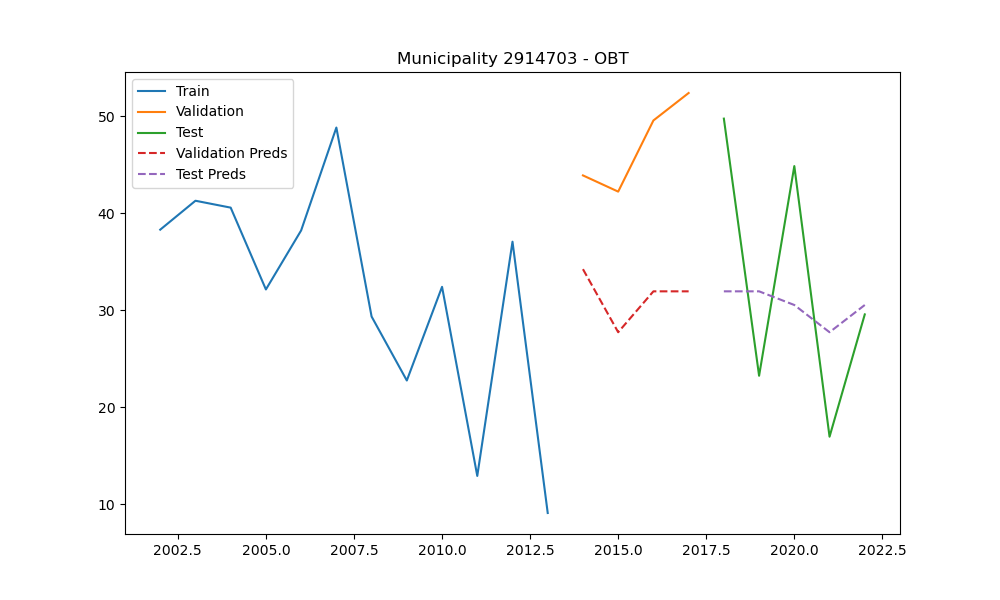 Municipality 2914703 - OBT
Train
Validation
Test
Validation Preds
Test Preds
50
40
30
20
10
2002.5 2005.0 2007.5 2010.0 2012.5 2015.0 2017.5 2020.0 2022.5